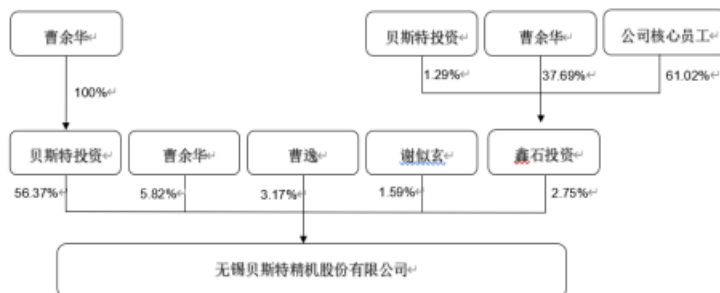 曹余华
贝斯特投资
曹余华
公司核心员工
1.29%
37.69%
61.02%
100%
贝斯特投资
曹余华
曹逸
谢似玄
鑫石投资
56.37%
5.82%
3.17%
1.59%
2.75%
无锡贝斯特精机股份有限公司